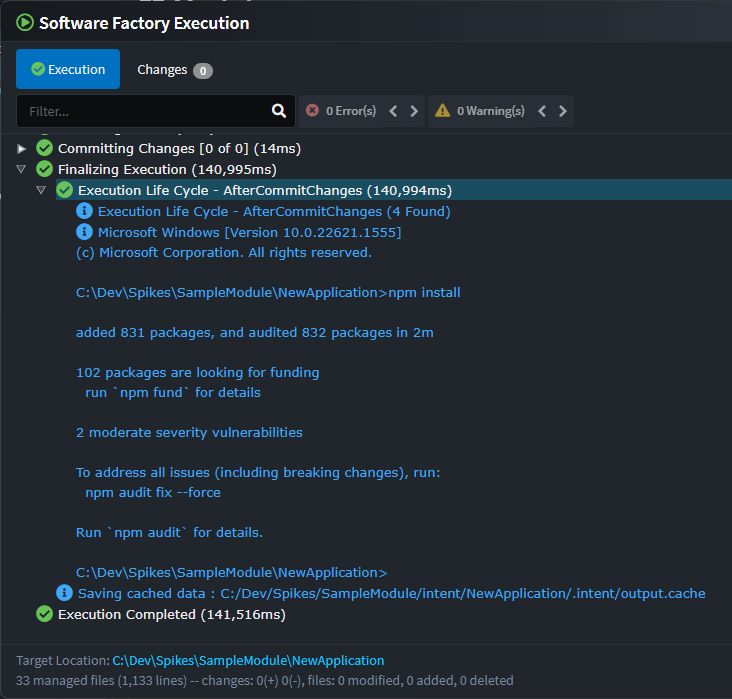 Software Factory Execution
Execution
Changes 0
Filter...
0 Error(s)
0 Warning(s)
Committing Changes [0 of 0] (14ms)
Finalizing Execution (140,995ms)
Execution Life Cycle - AfterCommitChanges (140,994ms)
Execution Life Cycle - AfterCommitChanges (4 Found)
Microsoft Windows [Version 10.0.22621.1555]
(c) Microsoft Corporation. All rights reserved.
C:\Dev\Spikes\SampleModule\NewApplication>npm install
added 831 packages, and audited 832 packages in 2m
102 packages are looking for funding
run `npm fund` for details
2 moderate severity vulnerabilities
To address all issues (including breaking changes), run:
npm audit fix --force
Run `npm audit` for details.
C:\Dev\Spikes\SampleModule\NewApplication>
Saving cached data : C:/Dev/Spikes/SampleModule/intent/NewApplication/.intent/output.cache
Execution Completed (141,516ms)
Target Location: C:\Dev\Spikes\SampleModule\NewApplication
33 managed files (1,133 lines) -- changes: 0(+) 0(-), files: 0 modified, 0 added, 0 deleted